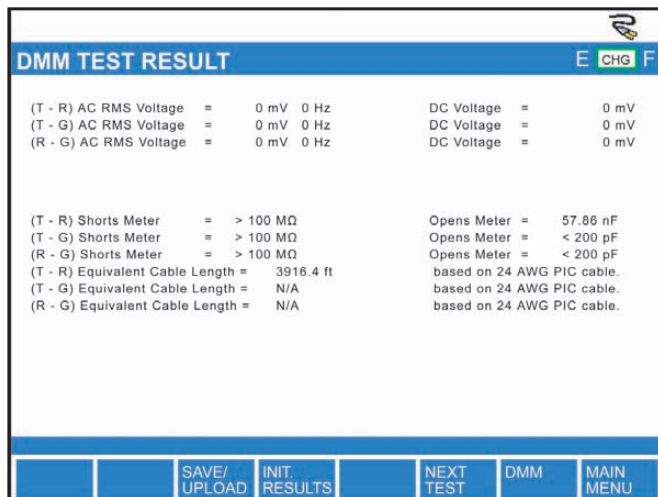 DMM TEST RESULT E CHG F
(T - R) AC RMS Voltage = 0 mV 0 Hz DC Voltage = 0 mV
(T - G) AC RMS Voltage = 0 mV 0 Hz DC Voltage = 0 mV
(R - G) AC RMS Voltage = 0 mV 0 Hz DC Voltage = 0 mV
(T - R) Shorts Meter = > 100 MΩ Opens Meter = 57.86 nF
(T - G) Shorts Meter = > 100 MΩ Opens Meter = < 200 pF
(R - G) Shorts Meter = > 100 MΩ Opens Meter = < 200 pF
(T - R) Equivalent Cable Length = 3916.4 ft based on 24 AWG PIC cable.
(T - G) Equivalent Cable Length = N/A based on 24 AWG PIC cable.
(R - G) Equivalent Cable Length = N/A based on 24 AWG PIC cable.
SAVE/ INIT. NEXT DMM MAIN
UPLOAD RESULTS TEST MENU